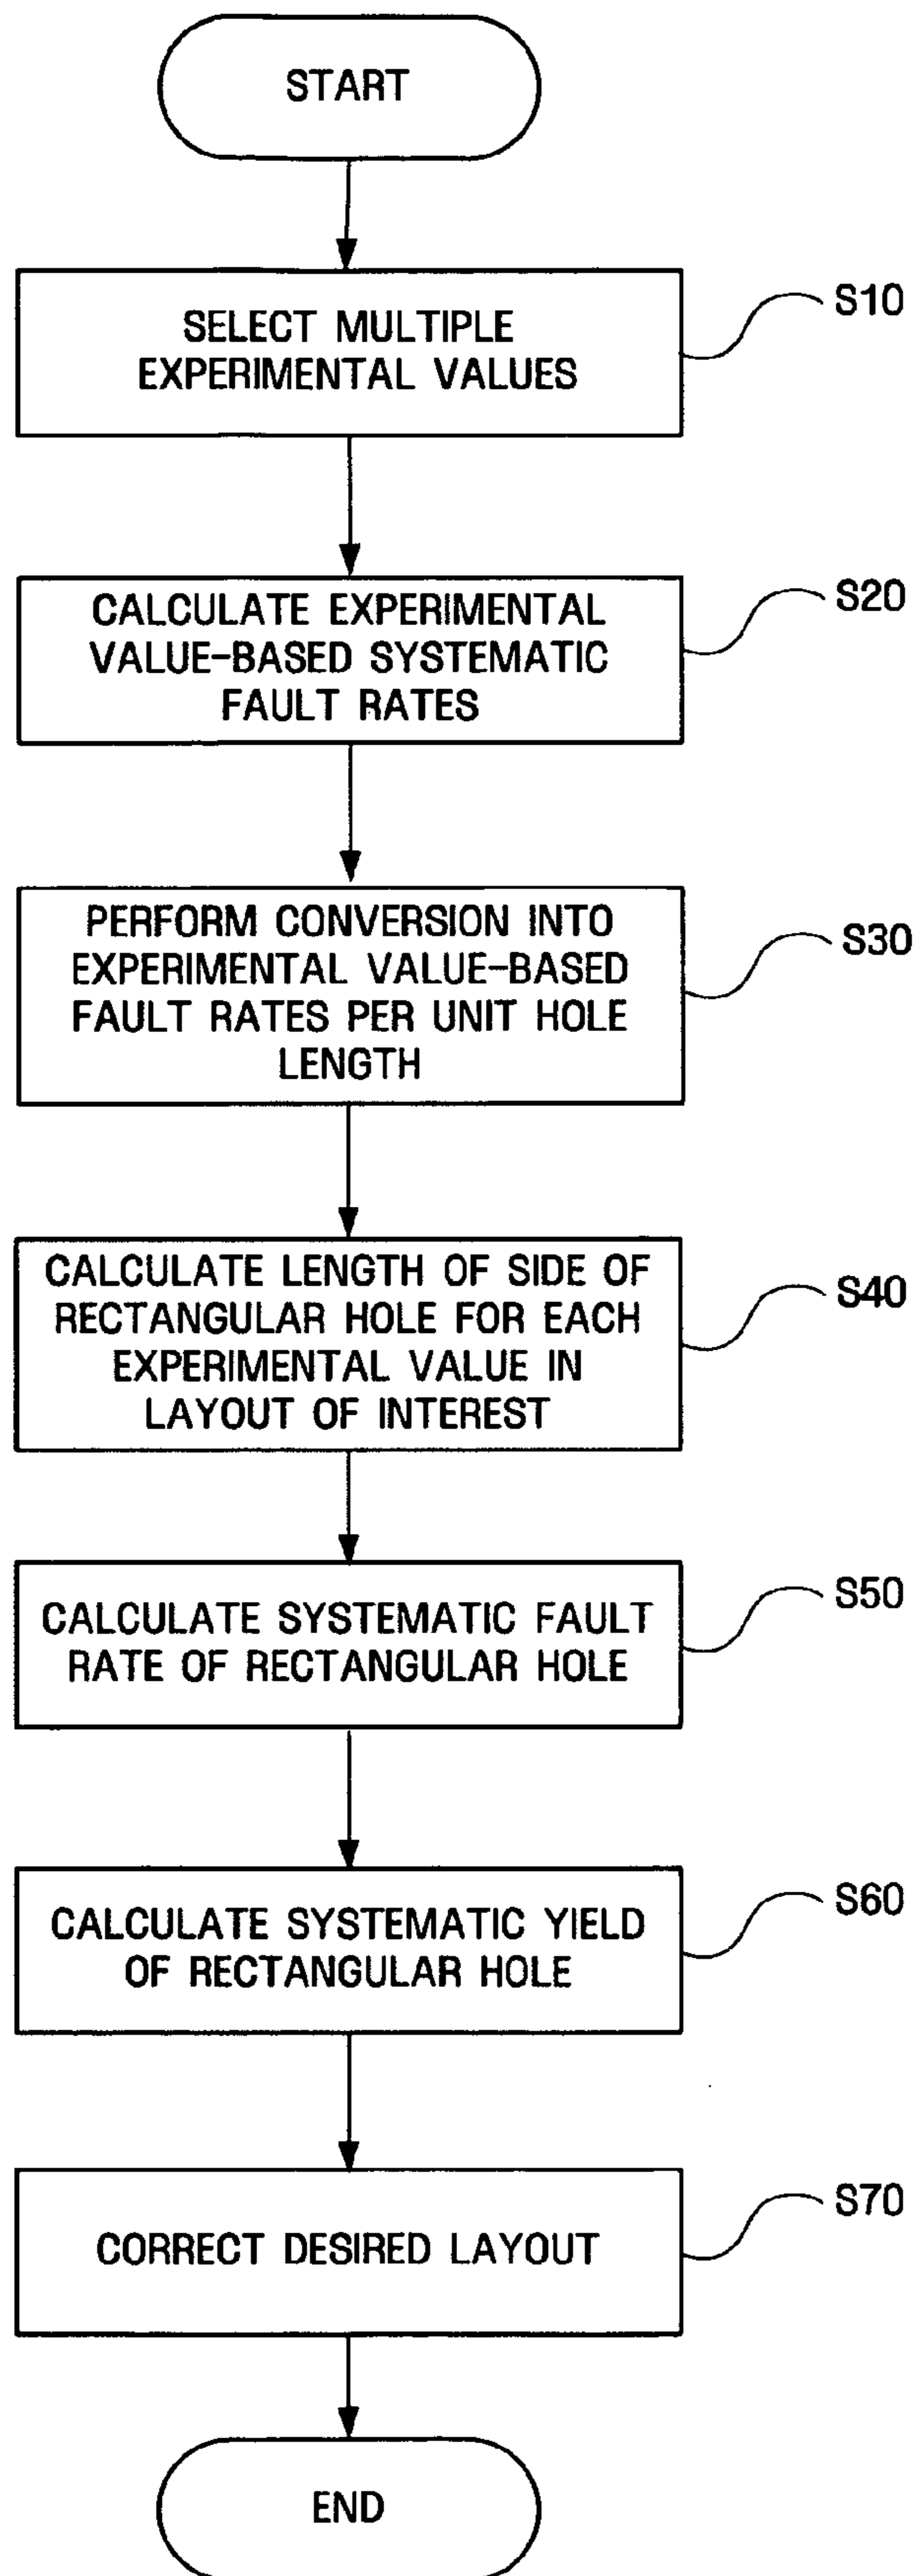 START
SELECT MULTIPLE
EXPERIMENTAL VALUES
S10
CALCULATE EXPERIMENTAL
VALUE-BASED SYSTEMATIC
FAULT RATES
S20
PERFORM CONVERSION INTO
EXPERIMENTAL VALUE-BASED
FAULT RATES PER UNIT HOLE
LENGTH
S30
CALCULATE LENGTH OF SIDE OF
RECTANGULAR HOLE FOR EACH
EXPERIMENTAL VALUE IN
LAYOUT OF INTEREST
S40
CALCULATE SYSTEMATIC FAULT
RATE OF RECTANGULAR HOLE
S50
CALCULATE SYSTEMATIC YIELD
OF RECTANGULAR HOLE
S60
CORRECT DESIRED LAYOUT
S70
END